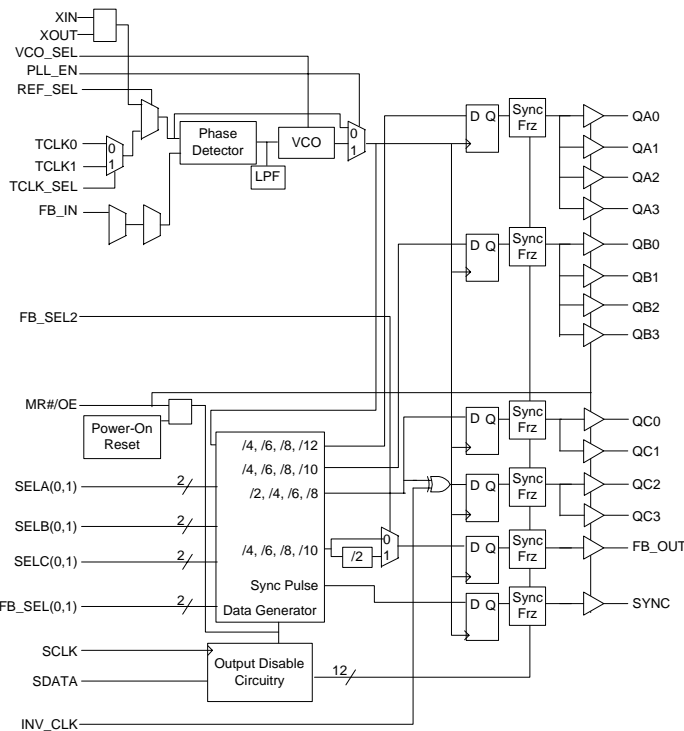 XIN
XOUT
VCO_SEL
PLL_EN
REF_SEL
TCLK0
TCLK1
TCLK_SEL
FB_IN
0
1
Phase
Detector
LPF
VCO
0
1
D Q
Sync
Frz
QA0
QA1
QA2
QA3
D Q
Sync
Frz
QB0
QB1
QB2
QB3
FB_SEL2
MR#/OE
Power-On
Reset
SELA(0,1)
2
SELB(0,1)
2
SELC(0,1)
2
FB_SEL(0,1)
2
/4, /6, /8, /12
/4, /6, /8, /10
/2, /4, /6, /8
/4, /6, /8, /10
/2
0
1
Sync Pulse
Data Generator
D Q
Sync
Frz
QC0
QC1
D Q
Sync
Frz
QC2
QC3
D Q
Sync
Frz
FB_OUT
D Q
Sync
Frz
SYNC
SCLK
SDATA
Output Disable
Circuitry
12
INV_CLK